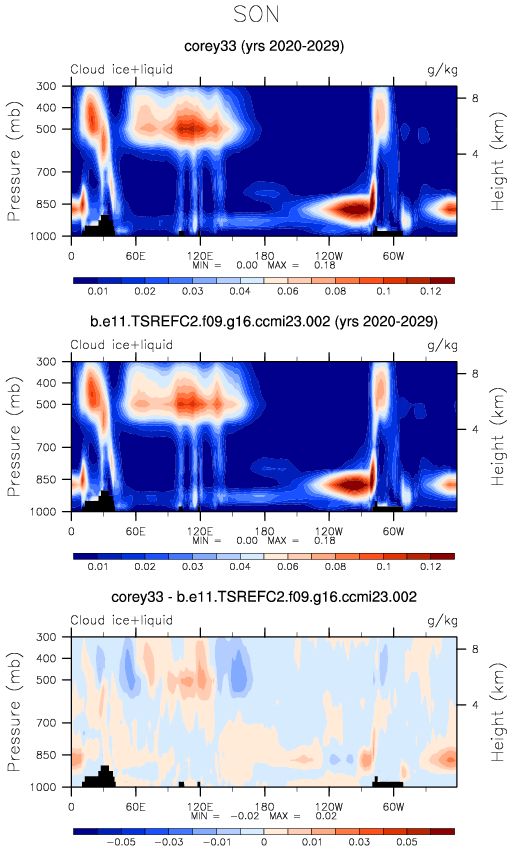 SON
corey33 (yrs 2020-2029)
Cloud ice+liquid g/kg
300
400
500
700
850
1000
Pressure (mb)
8
4
Height (km)
0 60E 120E 180 120W 60W
MIN = 0.00 MAX = 0.18
0.01 0.02 0.04 0.06 0.08 0.1 0.12
b.e11.TSREFC2.f09.g16.ccmi23.002 (yrs 2020-2029)
Cloud ice+liquid g/kg
300
400
500
700
850
1000
Pressure (mb)
8
4
Height (km)
0 60E 120E 180 120W 60W
MIN = 0.00 MAX = 0.18
0.01 0.02 0.04 0.06 0.08 0.1 0.12
corey33 - b.e11.TSREFC2.f09.g16.ccmi23.002
Cloud ice+liquid g/kg
300
400
500
700
850
1000
Pressure (mb)
8
4
Height (km)
0 60E 120E 180 120W 60W
MIN = -0.02 MAX = 0.02
-0.05 -0.03 -0.01 0 0.01 0.03 0.05